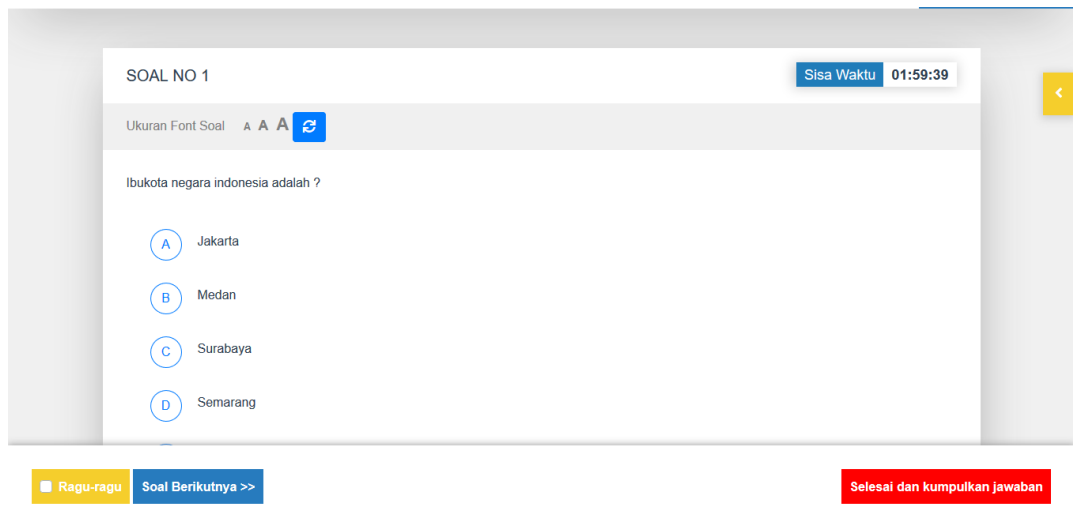 SOAL NO 1
Sisa Waktu 01:59:39
Ukuran Font Soal A A A
Ibukota negara indonesia adalah ?
A Jakarta
B Medan
C Surabaya
D Semarang
Ragu-ragu Soal Berikutnya >> Selesai dan kumpulkan jawaban